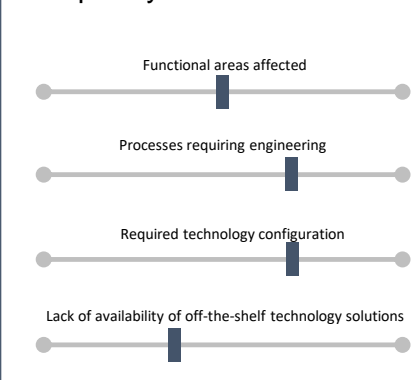 Functional areas affected
Processes requiring engineering
Required technology configuration
Lack of availability of off-the-shelf technology solutions